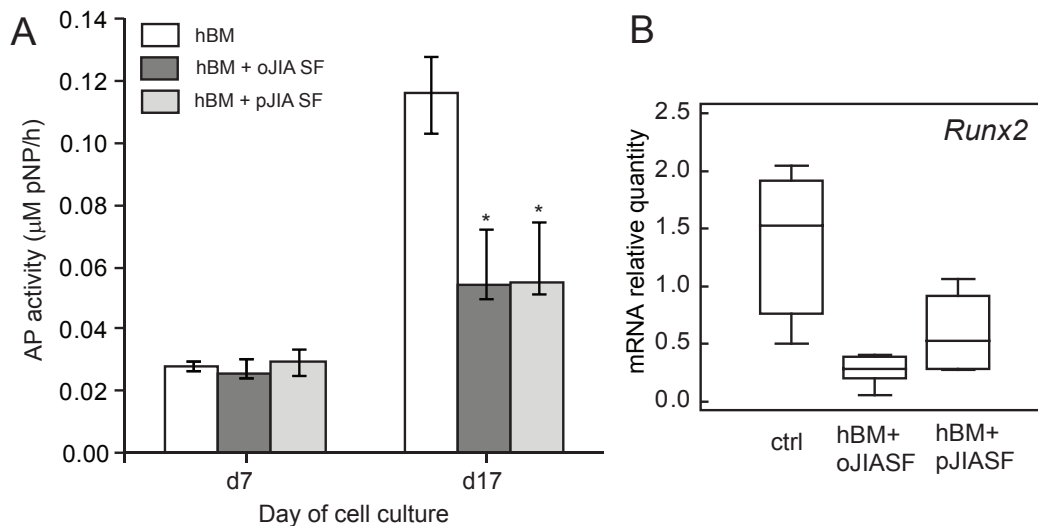 A
AP activity (µM pNP/h)
0.14
0.12
0.10
0.08
0.06
0.04
0.02
0.00
hBM
hBM + oJIA SF
hBM + pJIA SF
* *
d7 d17
Day of cell culture
B
mRNA relative quantity
2.5
2.0
1.5
1.0
0.5
0.0
Runx2
ctrl
hBM+
oJIASF
hBM+
pJIASF